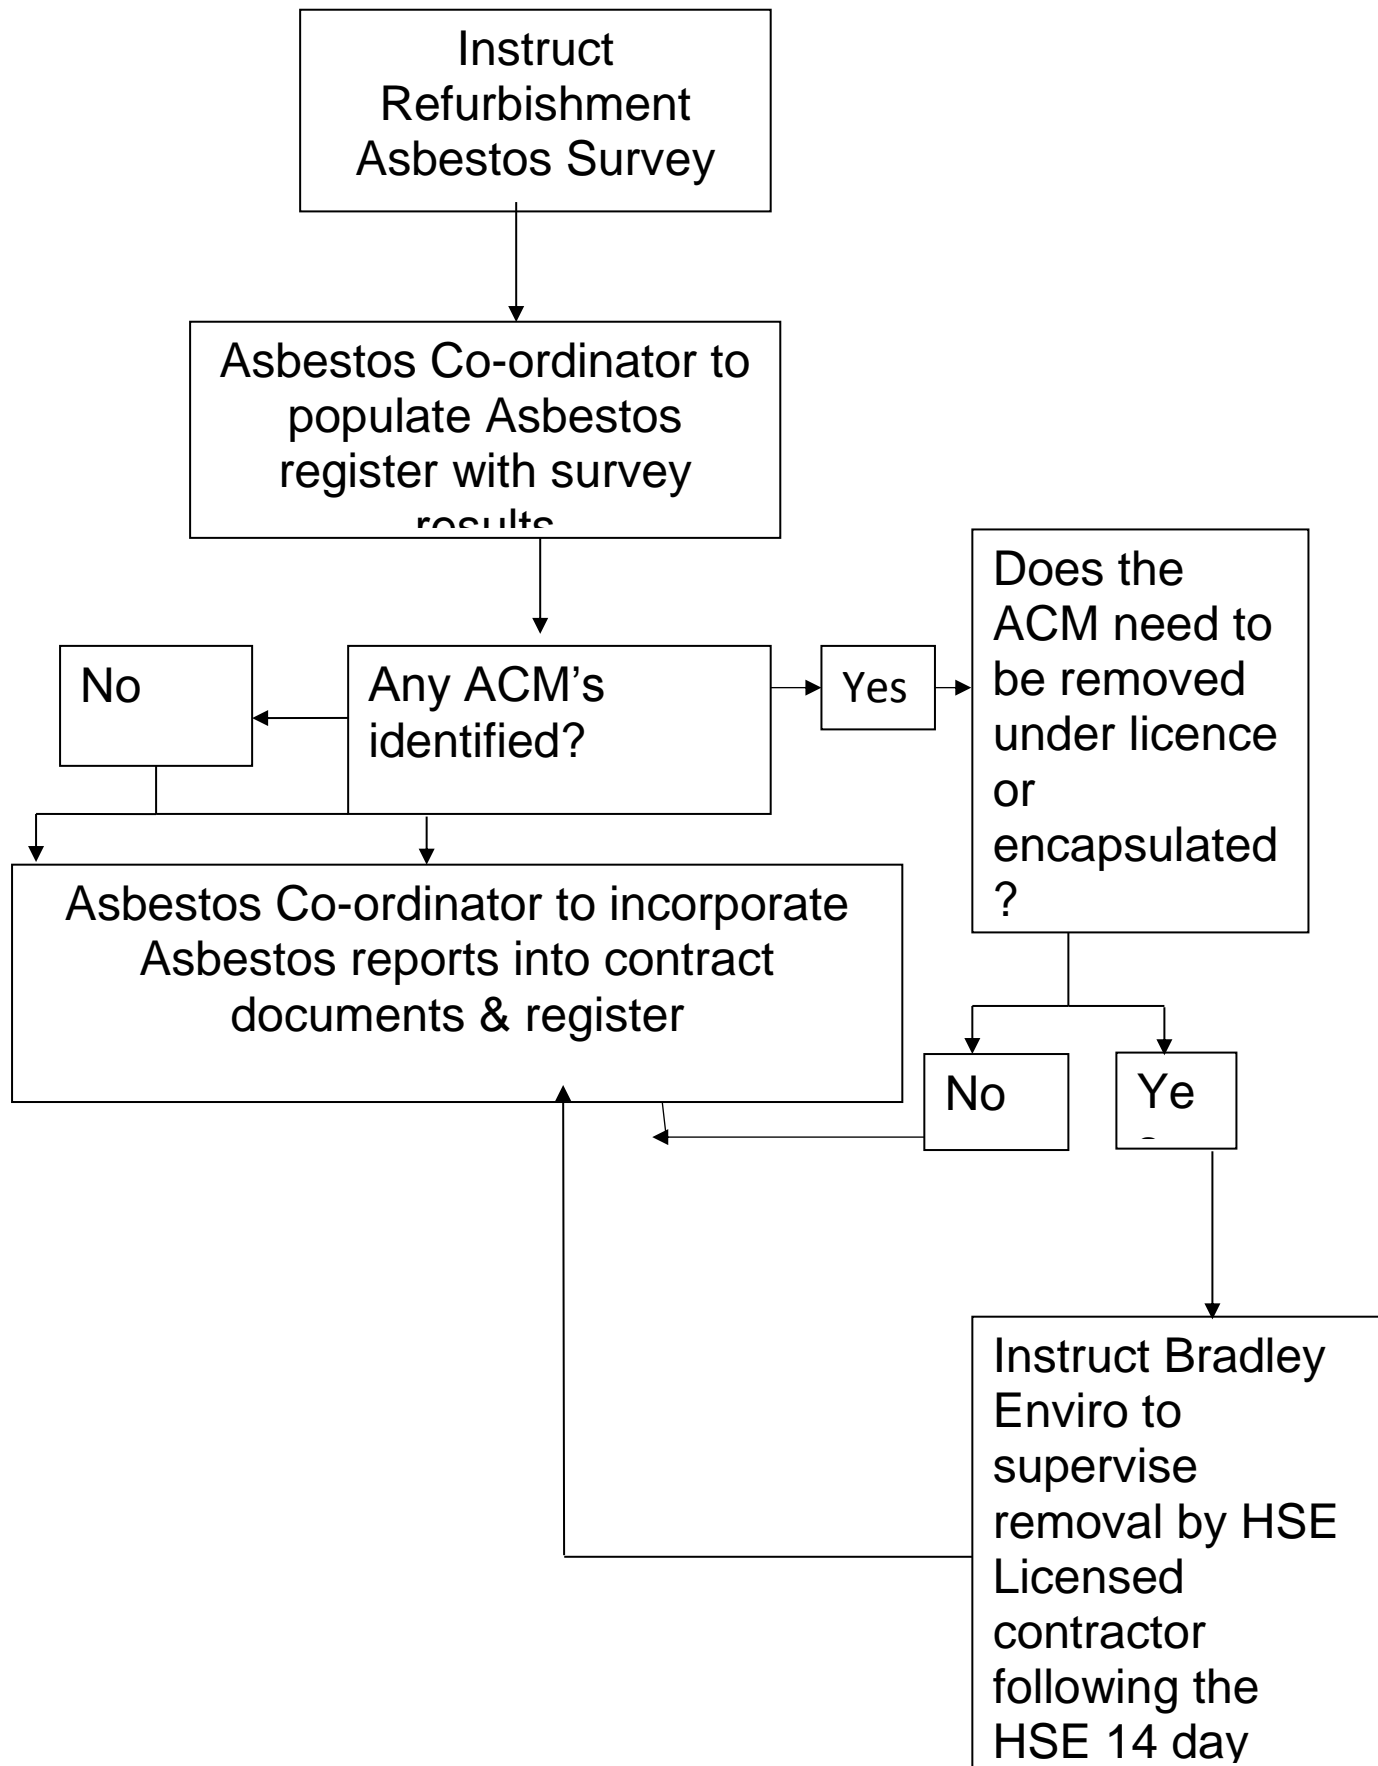 Instruct
Refurbishment
Asbestos Survey
Asbestos Co-ordinator to
populate Asbestos
register with survey
results
No
Any ACM’s
identified?
Yes
Does the
ACM need to
be removed
under licence
or
encapsulated
?
Asbestos Co-ordinator to incorporate
Asbestos reports into contract
documents & register
No
Ye
Instruct Bradley
Enviro to
supervise
removal by HSE
Licensed
contractor
following the
HSE 14 day